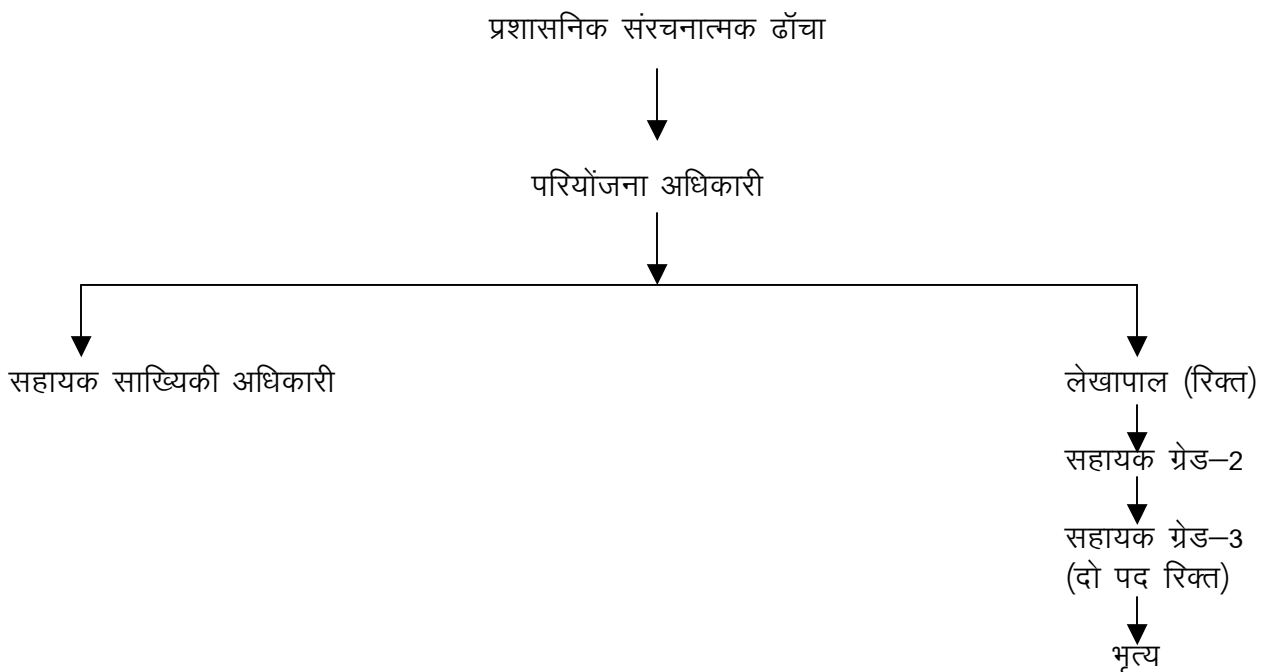 प्रशासनिक संरचनात्मक ढॉचा
परियोंजना अधिकारी
सहायक साख्यिकी अधिकारी
लेखापाल (रिक्त)
सहायक ग्रेड–2
सहायक ग्रेड–3
(दो पद रिक्त)
भृत्य